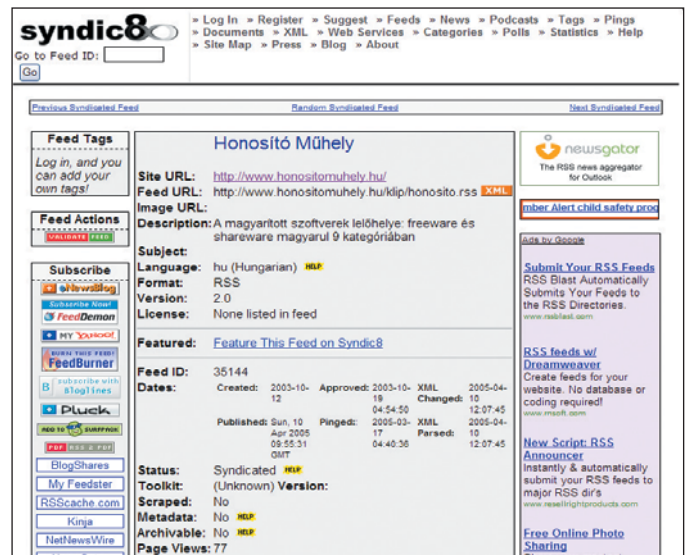 syndic8
» Log In » Register » Suggest » Feeds » News » Podcasts » Tags » Pings
» Documents » XML » Web Services » Categories » Polls » Statistics » Help
» Site Map » Press » Blog » About
Go to Feed ID:
Go
Previous Syndicated Feed
Random Syndicated Feed
Next Syndicated Feed
Feed Tags
Log in, and you
can add your
own tags!
Feed Actions
VALIDATE FEED
Subscribe
eNewsBlog
Subscribe Now!
FeedDemon
MY YAHOO!
BURN THIS FEED!
FeedBurner
subscribe with
Bloglines
Pluck
ADD TO SURFPACK
PDF RSS 2 PDF
BlogShares
My Feedster
RSScache.com
Kinja
NetNewsWire
Honosító Műhely
Site URL: http://www.honositomuhely.hu/
Feed URL: http://www.honositomuhely.hu/klip/honosito.rss XML
Image URL:
Description: A magyarított szoftverek lelőhelye: freeware és
shareware magyarul 9 kategóriában
Subject:
Language: hu (Hungarian) HELP
Format: RSS
Version: 2.0
License: None listed in feed
Featured: Feature This Feed on Syndic8
Feed ID: 35144
Dates: Created: 2003-10-12 Approved: 2003-10-19 04:54:50 XML Changed: 2005-04-10 12:07:45
Published: Sun, 10 Apr 2005 09:55:31 GMT Pinged: 2005-03-17 04:40:36 XML Parsed: 2005-04-10 12:07:45
Status: Syndicated HELP
Toolkit: (Unknown) Version:
Scraped: No
Metadata: No HELP
Archivable: No HELP
Page Views: 77
newsgator
The RSS news aggregator
for Outlook
mber Alert child safety proc
Ads by Google
Submit Your RSS Feeds
RSS Blast Automatically
Submits Your Feeds to
the RSS Directories.
www.rssblast.com
RSS feeds w/
Dreamweaver
Create feeds for your
website. No database or
coding required!
www.rnsoft.com
New Script: RSS
Announcer
Instantly & automatically
submit your RSS feeds to
major RSS dir's
www.resellrightproducts.com
Free Online Photo
Sharing